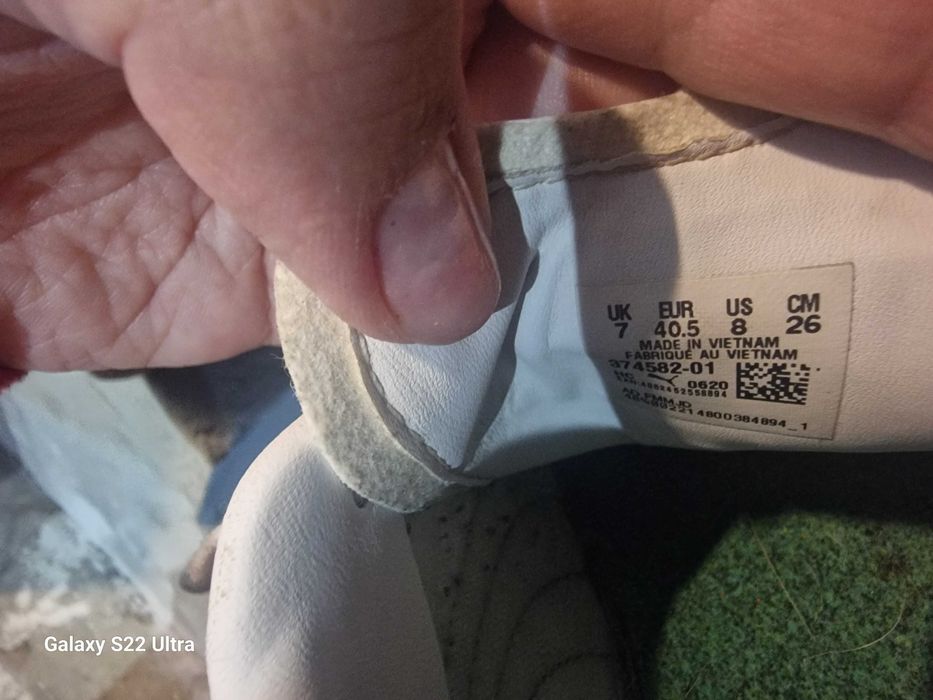 UK EUR US CM
7 40.5 8 26
MADE IN VIETNAM
FABRIQUÉ AU VIETNAM
374582-01
0620
Galaxy S22 Ultra